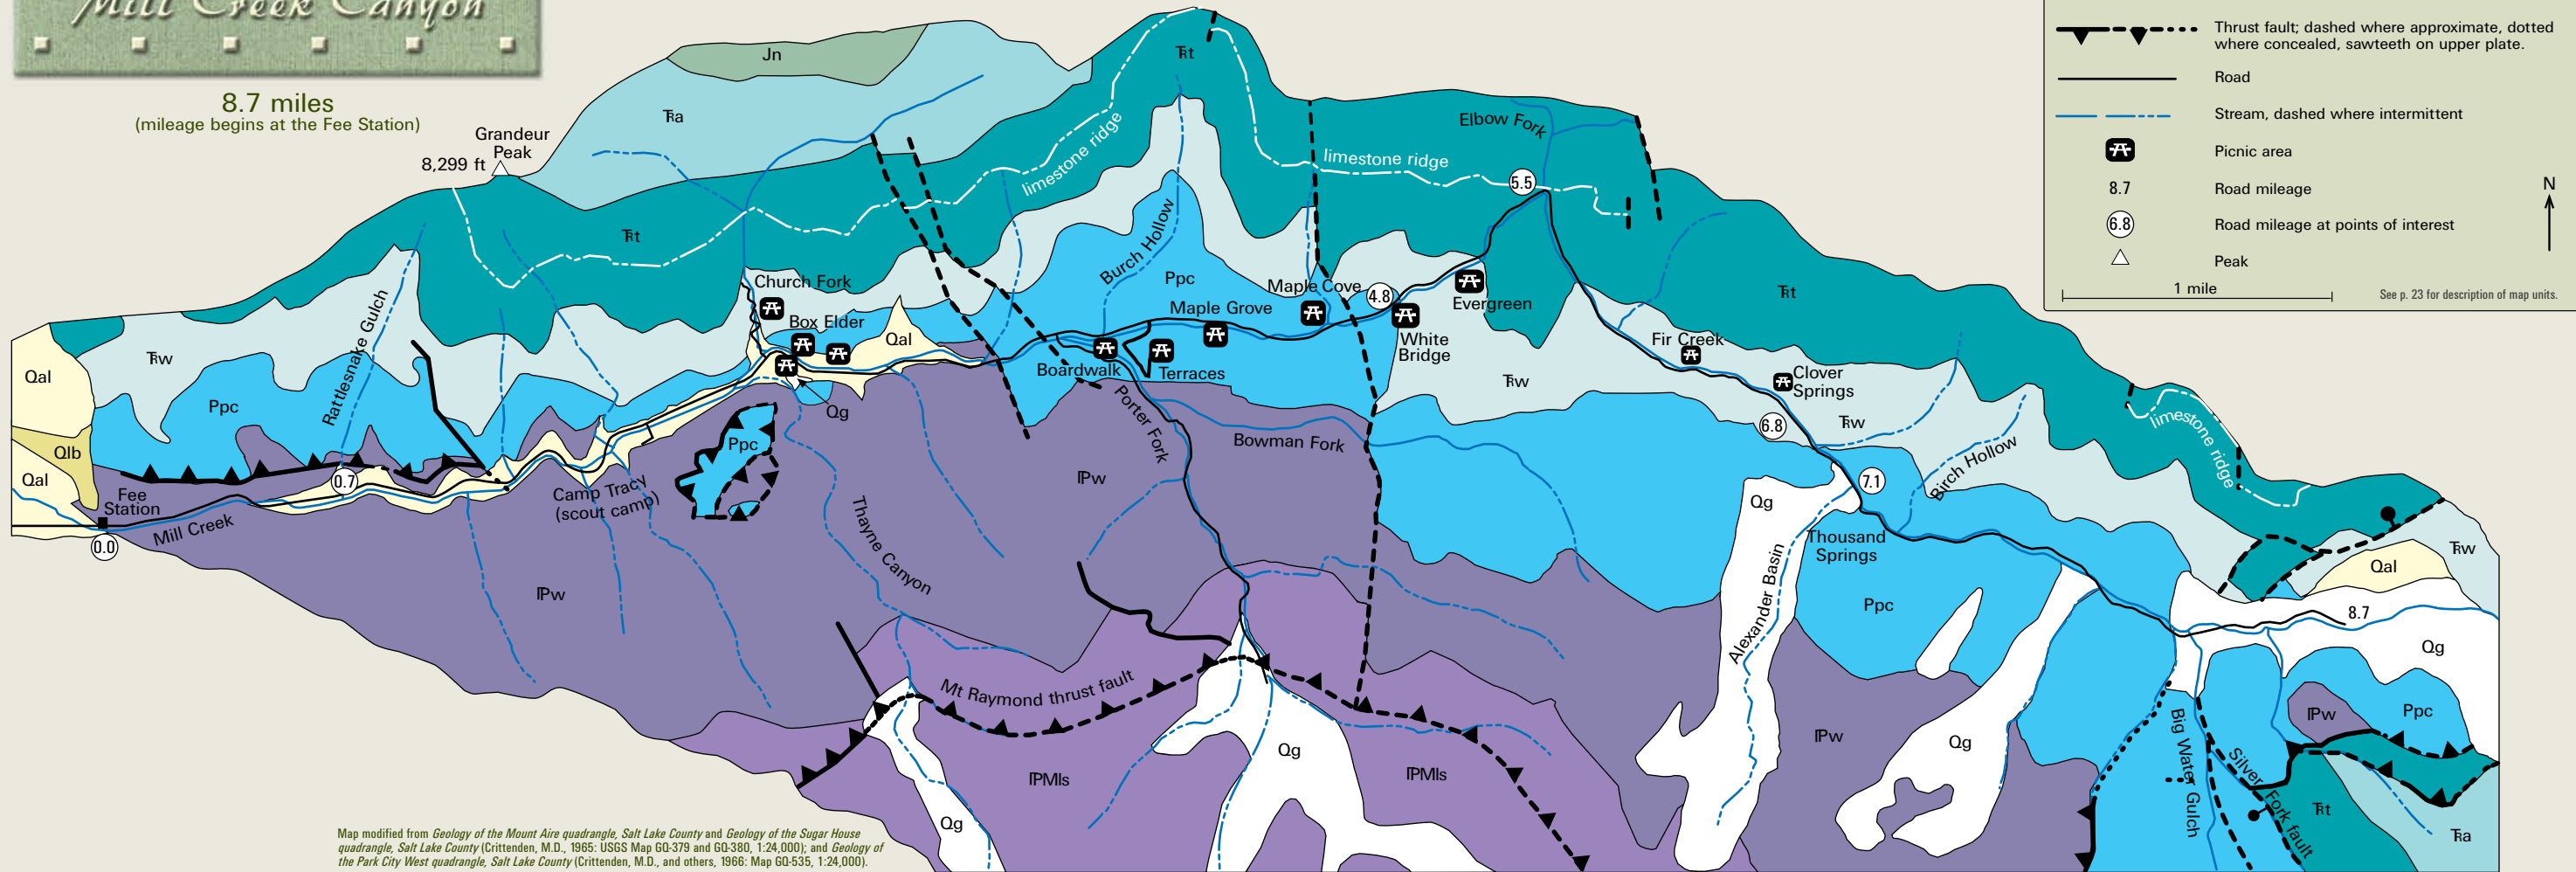 Mill Creek Canyon
8.7 miles
(mileage begins at the Fee Station)
Thrust fault; dashed where approximate, dotted
where concealed, sawteeth on upper plate.
Road
Stream, dashed where intermittent
Picnic area
8.7
Road mileage
6.8
Road mileage at points of interest
Peak
1 mile
See p. 23 for description of map units.
N
Grandeur
Peak
8,299 ft
Jn
Ƭa
Ƭt
Ƭt
limestone ridge
limestone ridge
Elbow Fork
5.5
Ƭt
Burch Hollow
Ppc
Church Fork
Box Elder
Qal
Qg
Maple Grove
Maple Cove
4.8
White
Bridge
Evergreen
Boardwalk
Terraces
Porter Fork
Bowman Fork
Fir Creek
Clover
Springs
6.8
Ƭw
Ƭw
7.1
Birch Hollow
Thousand
Springs
limestone ridge
Qal
Ƭw
Rattlesnake Gulch
Ƭw
Ppc
Qal
Qlb
Qal
Fee
Station
0.0
0.7
Mill Creek
Camp Tracy
(scout camp)
Ppc
Thayne Canyon
ⅠPw
ⅠPw
Mt Raymond thrust fault
ⅠPMls
ⅠPMls
Qg
Qg
Qg
Alexander Basin
Ppc
ⅠPw
Qg
8.7
Qg
ⅠPw
Ppc
Big Water Gulch
Silver Fork fault
Ƭt
Ƭa
Map modified from Geology of the Mount Aire quadrangle, Salt Lake County and Geology of the Sugar House
quadrangle, Salt Lake County (Crittenden, M.D., 1965: USGS Map GQ-379 and GQ-380, 1:24,000); and Geology of
the Park City West quadrangle, Salt Lake County (Crittenden, M.D., and others, 1966: Map GQ-535, 1:24,000).